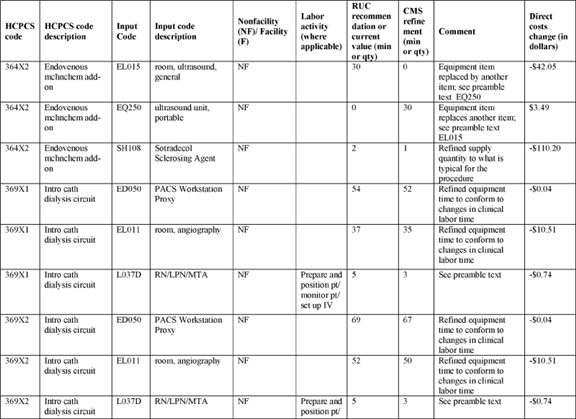 HCPCS code | HCPCS code description | Input Code | Input code description | Nonfacility (NF)/ Facility (F) | Labor activity (where applicable) | RUC recommen dation or current value (min or qty) | CMS refine ment (min or qty) | Comment | Direct costs change (in dollars)
364X2 | Endovenous mchnchem add-on | EL015 | room, ultrasound, general | NF | | 30 | 0 | Equipment item replaced by another item; see preamble text EQ250 | -$42.05
364X2 | Endovenous mchnchem add-on | EQ250 | ultrasound unit, portable | NF | | 0 | 30 | Equipment item replaces another item; see preamble text EL015 | $3.49
364X2 | Endovenous mchnchem add-on | SH108 | Sotradecol Sclerosing Agent | NF | | 2 | 1 | Refined supply quantity to what is typical for the procedure | -$110.20
369X1 | Intro cath dialysis circuit | ED050 | PACS Workstation Proxy | NF | | 54 | 52 | Refined equipment time to conform to changes in clinical labor time | -$0.04
369X1 | Intro cath dialysis circuit | EL011 | room, angiography | NF | | 37 | 35 | Refined equipment time to conform to changes in clinical labor time | -$10.51
369X1 | Intro cath dialysis circuit | L037D | RN/LPN/MTA | NF | Prepare and position pt/ monitor pt/ set up IV | 5 | 3 | See preamble text | -$0.74
369X2 | Intro cath dialysis circuit | ED050 | PACS Workstation Proxy | NF | | 69 | 67 | Refined equipment time to conform to changes in clinical labor time | -$0.04
369X2 | Intro cath dialysis circuit | EL011 | room, angiography | NF | | 52 | 50 | Refined equipment time to conform to changes in clinical labor time | -$10.51
369X2 | Intro cath dialysis circuit | L037D | RN/LPN/MTA | NF | Prepare and position pt/ | 5 | 3 | See preamble text | -$0.74